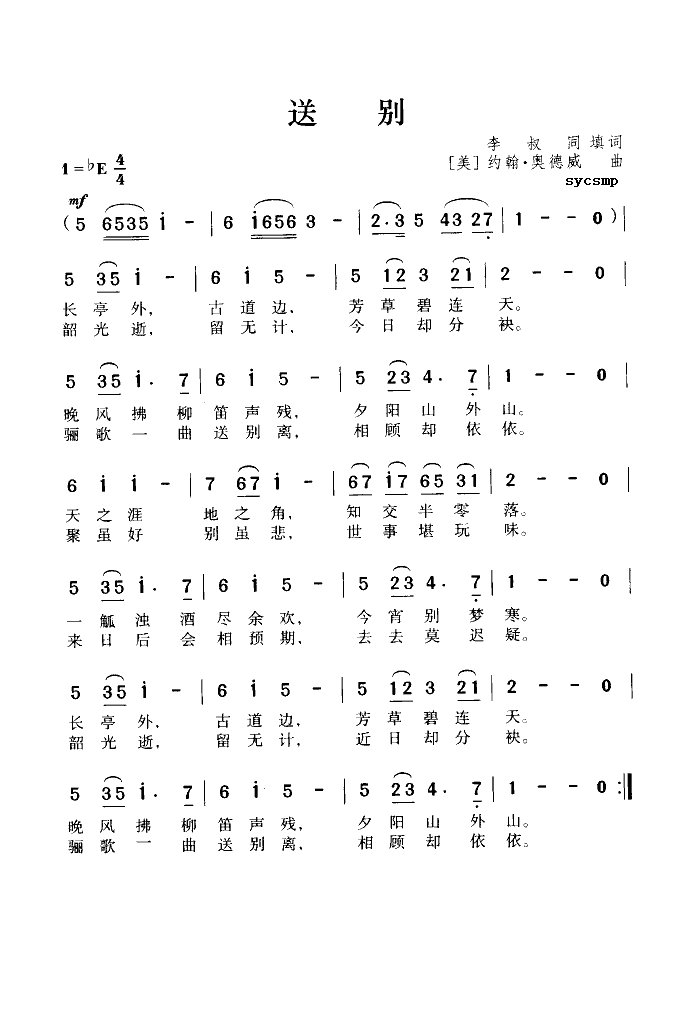 送 别
李 叔 同 填 词
1=♭E 4/4 [美] 约 翰·奥 德 威 曲
sycsmp
mf
(5 6535 i - | 6 i656 3 - | 2·3 5 43 27 | 1 - - 0)|
5 35 i - | 6 i 5 - | 5 12 3 21 | 2 - - 0 |
长 亭 外, 古 道 边, 芳 草 碧 连 天。
韶 光 逝, 留 无 计, 今 日 却 分 袂。
5 35 i· 7 | 6 i 5 - | 5 23 4· 7 | 1 - - 0 |
晚 风 拂 柳 笛 声 残, 夕 阳 山 外 山。
骊 歌 一 曲 送 别 离, 相 顾 却 依 依。
6 i i - | 7 67 i - | 67 i7 65 31 | 2 - - 0 |
天 之 涯 地 之 角, 知 交 半 零 落。
聚 虽 好 别 虽 悲, 世 事 堪 玩 味。
5 35 i· 7 | 6 i 5 - | 5 23 4· 7 | 1 - - 0 |
一 觚 浊 酒 尽 余 欢, 今 宵 别 梦 寒。
来 日 后 会 相 预 期, 去 去 莫 迟 疑。
5 35 i - | 6 i 5 - | 5 12 3 21 | 2 - - 0 |
长 亭 外, 古 道 边, 芳 草 碧 连 天。
韶 光 逝, 留 无 计, 近 日 却 分 袂。
5 35 i· 7 | 6 i 5 - | 5 23 4· 7 | 1 - - 0 :‖
晚 风 拂 柳 笛 声 残, 夕 阳 山 外 山。
骊 歌 一 曲 送 别 离, 相 顾 却 依 依。